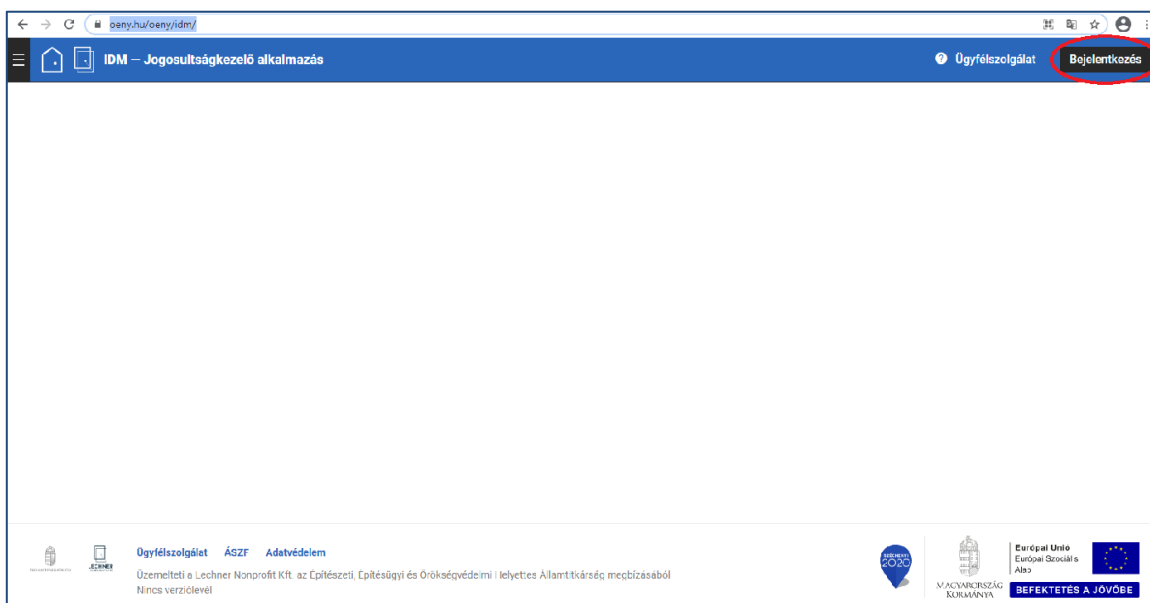 oeny.hu/oeny/idm/
IDM — Jogosultságkezelő alkalmazás
Ügyfélszolgálat
Bejelentkezés
Ügyfélszolgálat ÁSZF Adatvédelem
Üzemelteti a Lechner Nonprofit Kft. az Építészeti, Építésügyi és Örökségvédelmi Helyettes Államtitkárság megbízásából
Nincs verziólevél
LECHNER
SZÉCHENYI
2020
MAGYARORSZÁG
KORMÁNYA
Európai Unió
Európai Szociális
Alap
BEFEKTETÉS A JÖVŐBE